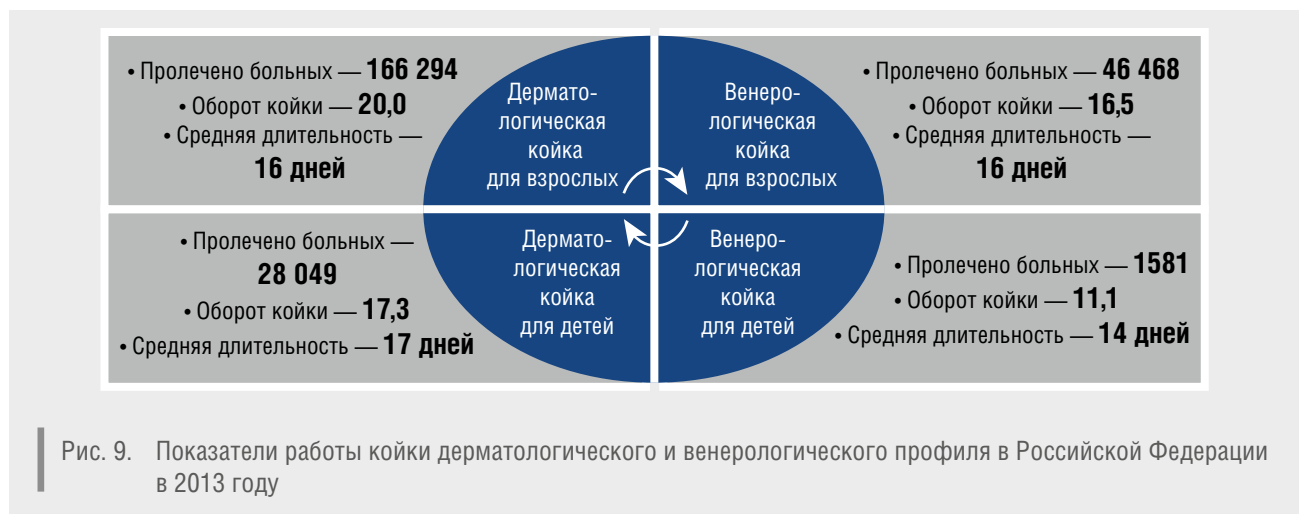 • Пролечено больных — 166 294
• Оборот койки — 20,0
• Средняя длительность —
16 дней
Дермато-
логическая
койка
для взрослых
Венеро-
логическая
койка
для взрослых
• Пролечено больных — 46 468
• Оборот койки — 16,5
• Средняя длительность —
16 дней
• Пролечено больных —
28 049
• Оборот койки — 17,3
• Средняя длительность — 17 дней
Дермато-
логическая
койка
для детей
Венеро-
логическая
койка
для детей
• Пролечено больных — 1581
• Оборот койки — 11,1
• Средняя длительность — 14 дней
Рис. 9. Показатели работы койки дерматологического и венерологического профиля в Российской Федерации
в 2013 году